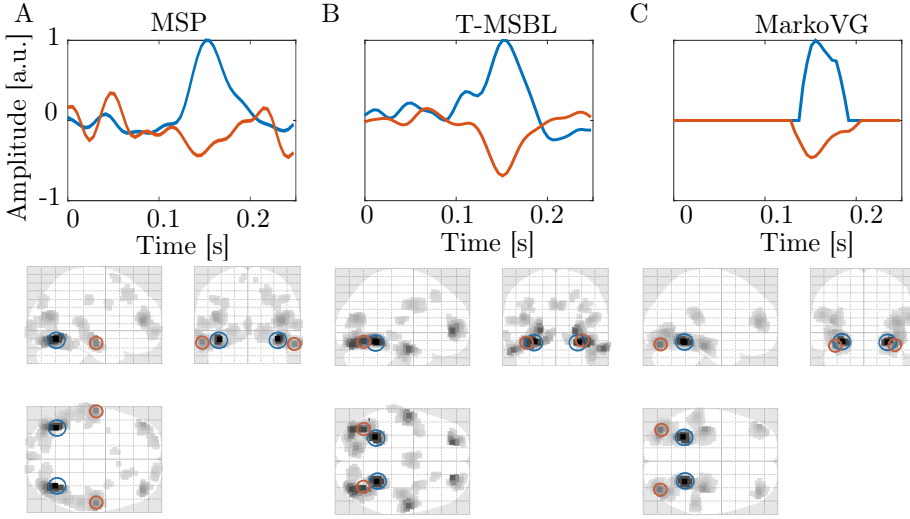 A
MSP
B
T-MSBL
C
MarkoVG
Amplitude [a.u.]
1
0
-1
0
0.1
0.2
Time [s]
0
0.1
0.2
Time [s]
0
0.1
0.2
Time [s]